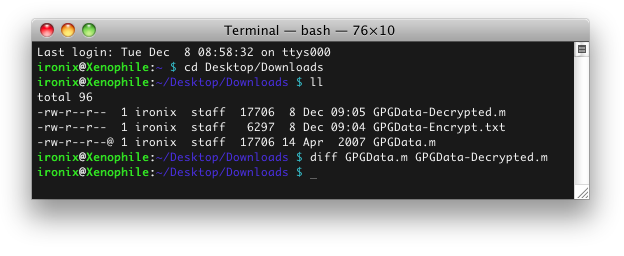 Terminal — bash — 76×10
Last login: Tue Dec  8 08:58:32 on ttys000
ironix@Xenophile:~ $ cd Desktop/Downloads
ironix@Xenophile:~/Desktop/Downloads $ ll
total 96
-rw-r--r--  1 ironix  staff  17706  8 Dec 09:05 GPGData-Decrypted.m
-rw-r--r--  1 ironix  staff   6297  8 Dec 09:04 GPGData-Encrypt.txt
-rw-r--r--@ 1 ironix  staff  17706 14 Apr  2007 GPGData.m
ironix@Xenophile:~/Desktop/Downloads $ diff GPGData.m GPGData-Decrypted.m
ironix@Xenophile:~/Desktop/Downloads $ _